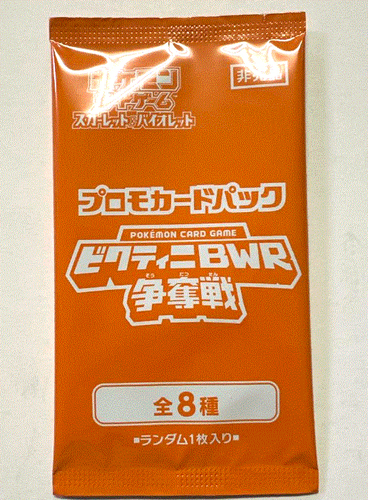 ポケモン
カードゲーム
スカーレット&バイオレット
非売品
プロモカードパック
POKÉMON CARD GAME
ビクティニBWR
そうだつせん
争奪戦
全8種
■ランダム1枚入り■